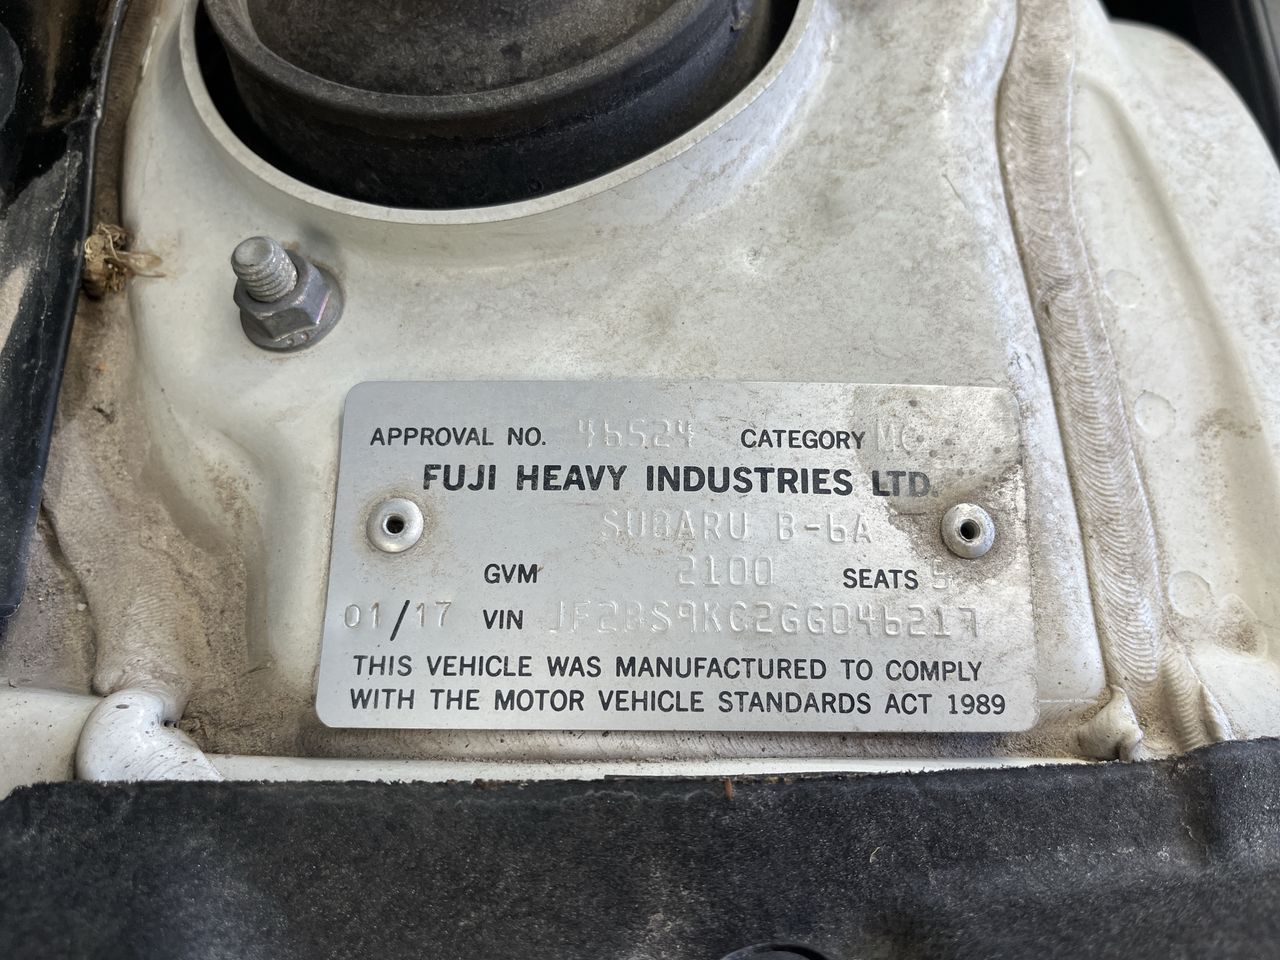 APPROVAL NO. 46524 CATEGORY MC
FUJI HEAVY INDUSTRIES LTD.
SUBARU B-6A
GVM 2100 SEATS 5
01/17 VIN JF2BS9KC2GG046217
THIS VEHICLE WAS MANUFACTURED TO COMPLY
WITH THE MOTOR VEHICLE STANDARDS ACT 1989